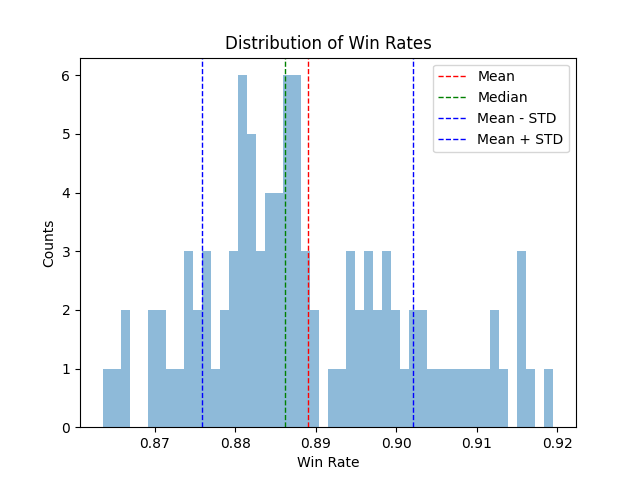 Distribution of Win Rates
6
5
4
3
2
1
0
Counts
Mean
Median
Mean - STD
Mean + STD
0.87 0.88 0.89 0.90 0.91 0.92
Win Rate